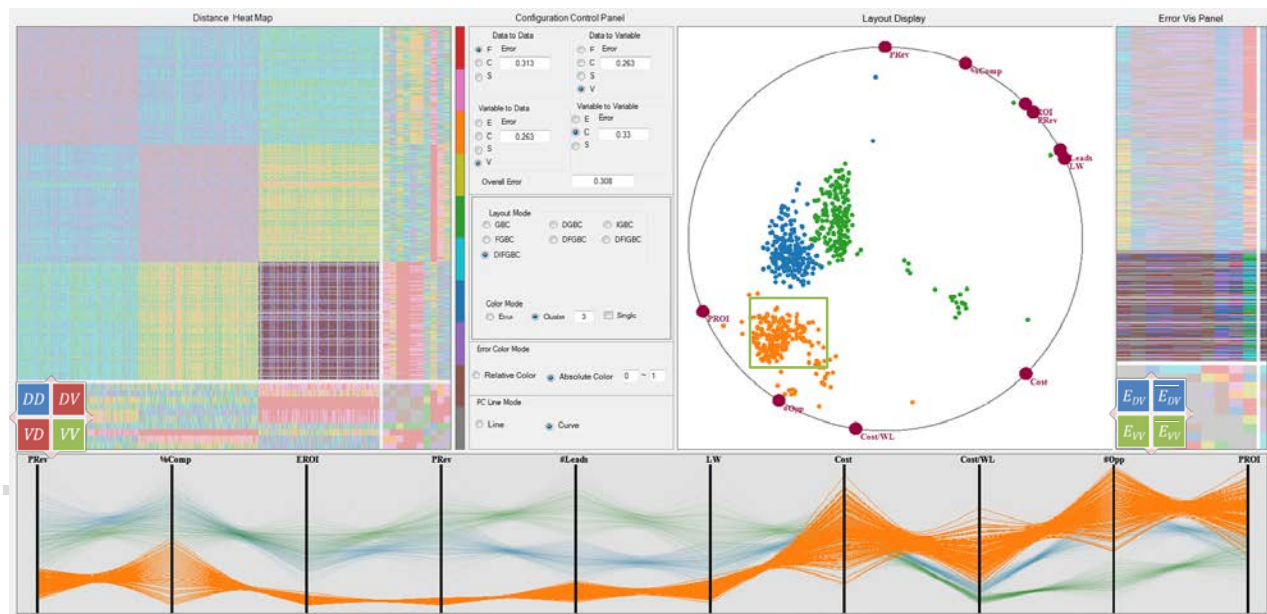 Distance Heat Map
Configuration Control Panel
Layout Display
Error Vis Panel
Data to Data
Data to Variable
F Error
F Error
C 0.313
C 0.263
S
S
V
Variable to Data
Variable to Variable
E Error
E Error
C 0.263
C 0.33
S
S
V
Overall Error 0.308
Layout Mode
GBC DGBC IGBC
FGBC DFGBC DFIGBC
DIFGBC
Color Mode
Error Cluster 3 Single
Error Color Mode
Relative Color Absolute Color 0 ~ 1
PC Line Mode
Line Curve
PRev
%Comp
ROI
RRev
Leads
LW
PROI
Cost
#Opp
Cost/WL
DD DV
VD VV
E_DV E_DV
E_VV E_VV
PRev %Comp EROI PRev #Leads LW Cost Cost/WL #Opp PROI